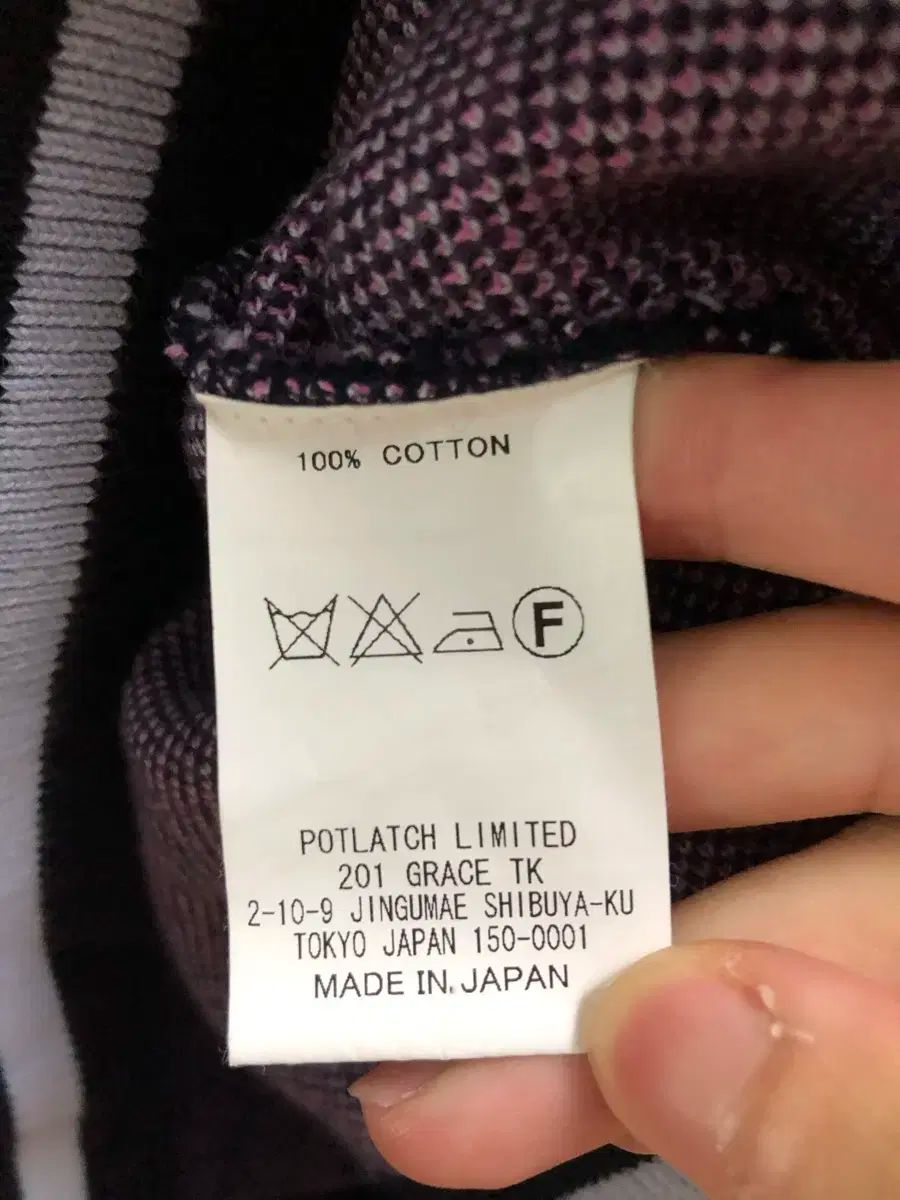 100% COTTON
F
POTLATCH LIMITED
201 GRACE TK
2-10-9 JINGUMAE SHIBUYA-KU
TOKYO JAPAN 150-0001
MADE IN. JAPAN